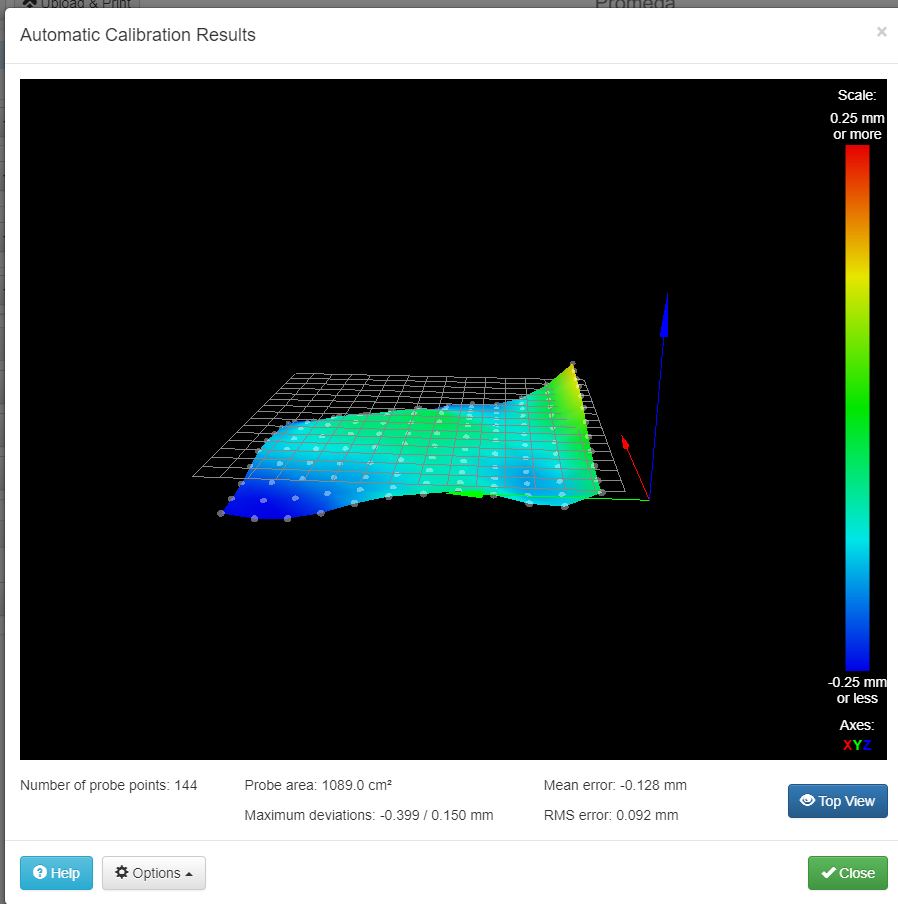 Upload & Print
Promega
Automatic Calibration Results
×
Scale:
0.25 mm
or more
-0.25 mm
or less
Axes:
XYZ
Number of probe points: 144
Probe area: 1089.0 cm²
Mean error: -0.128 mm
Maximum deviations: -0.399 / 0.150 mm
RMS error: 0.092 mm
Top View
Help
Options
Close